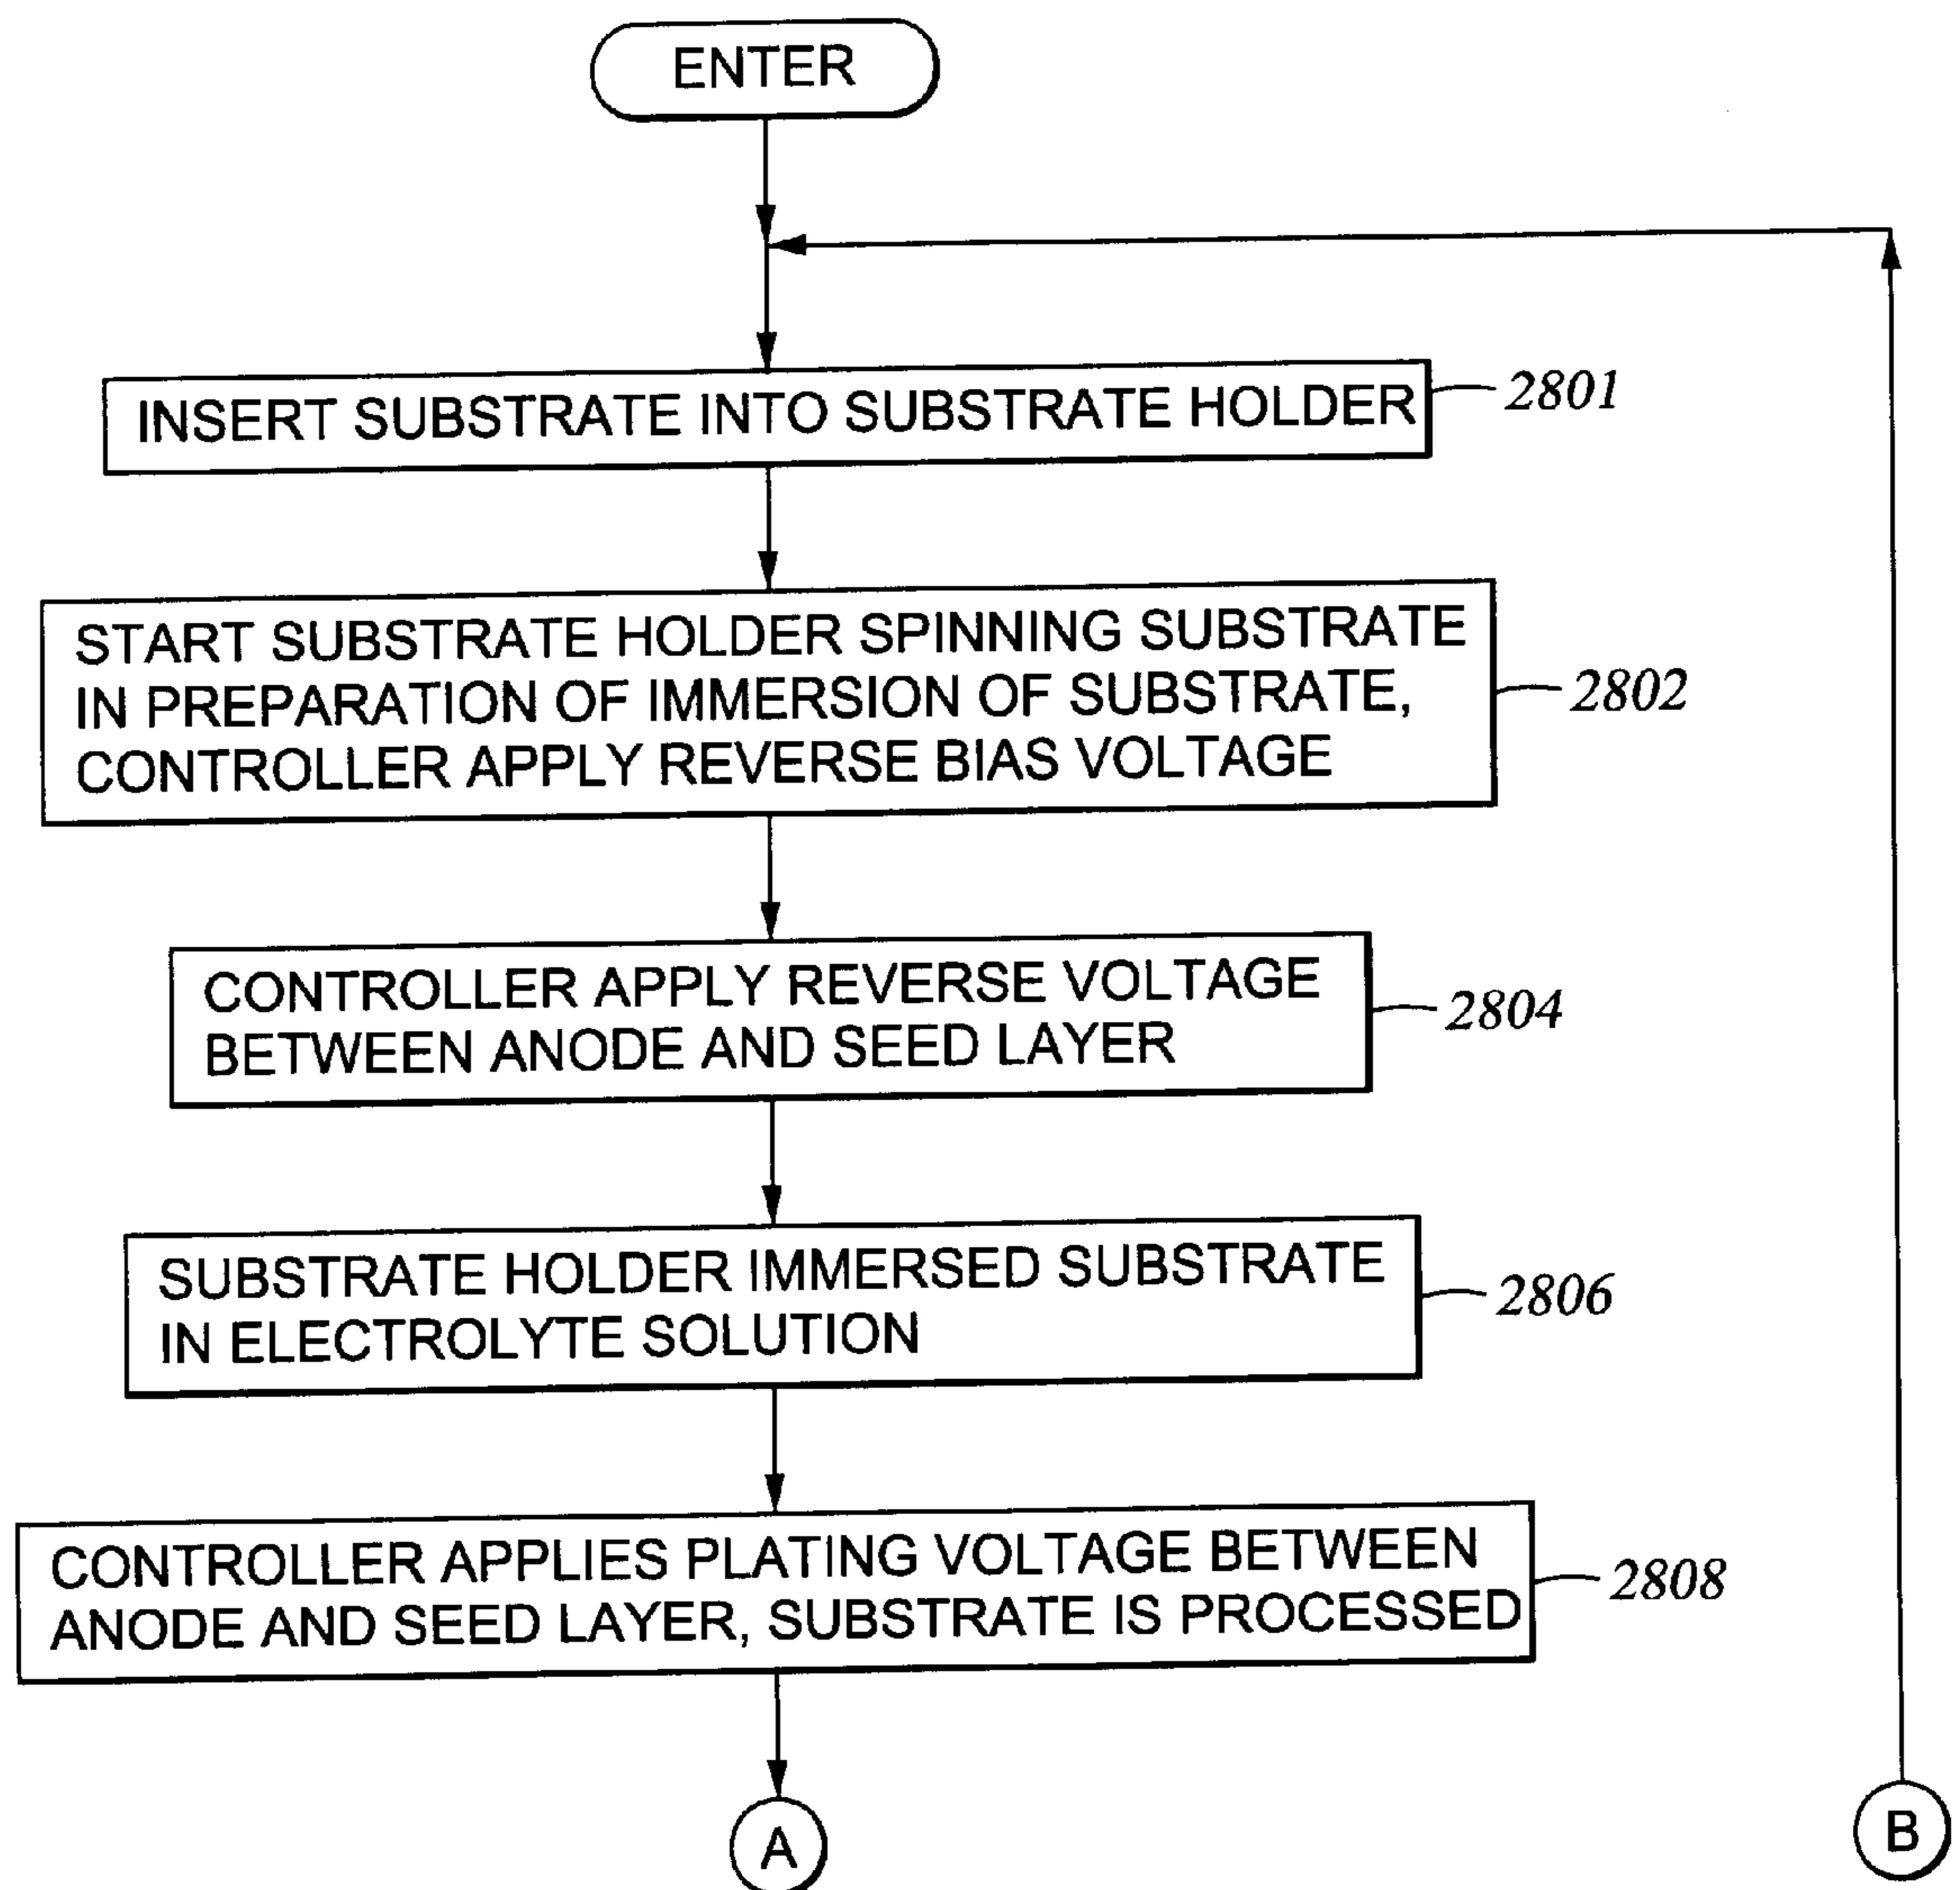 ENTER
INSERT SUBSTRATE INTO SUBSTRATE HOLDER
2801
START SUBSTRATE HOLDER SPINNING SUBSTRATE
IN PREPARATION OF IMMERSION OF SUBSTRATE,
CONTROLLER APPLY REVERSE BIAS VOLTAGE
2802
CONTROLLER APPLY REVERSE VOLTAGE
BETWEEN ANODE AND SEED LAYER
2804
SUBSTRATE HOLDER IMMERSED SUBSTRATE
IN ELECTROLYTE SOLUTION
2806
CONTROLLER APPLIES PLATING VOLTAGE BETWEEN
ANODE AND SEED LAYER, SUBSTRATE IS PROCESSED
2808
A
B